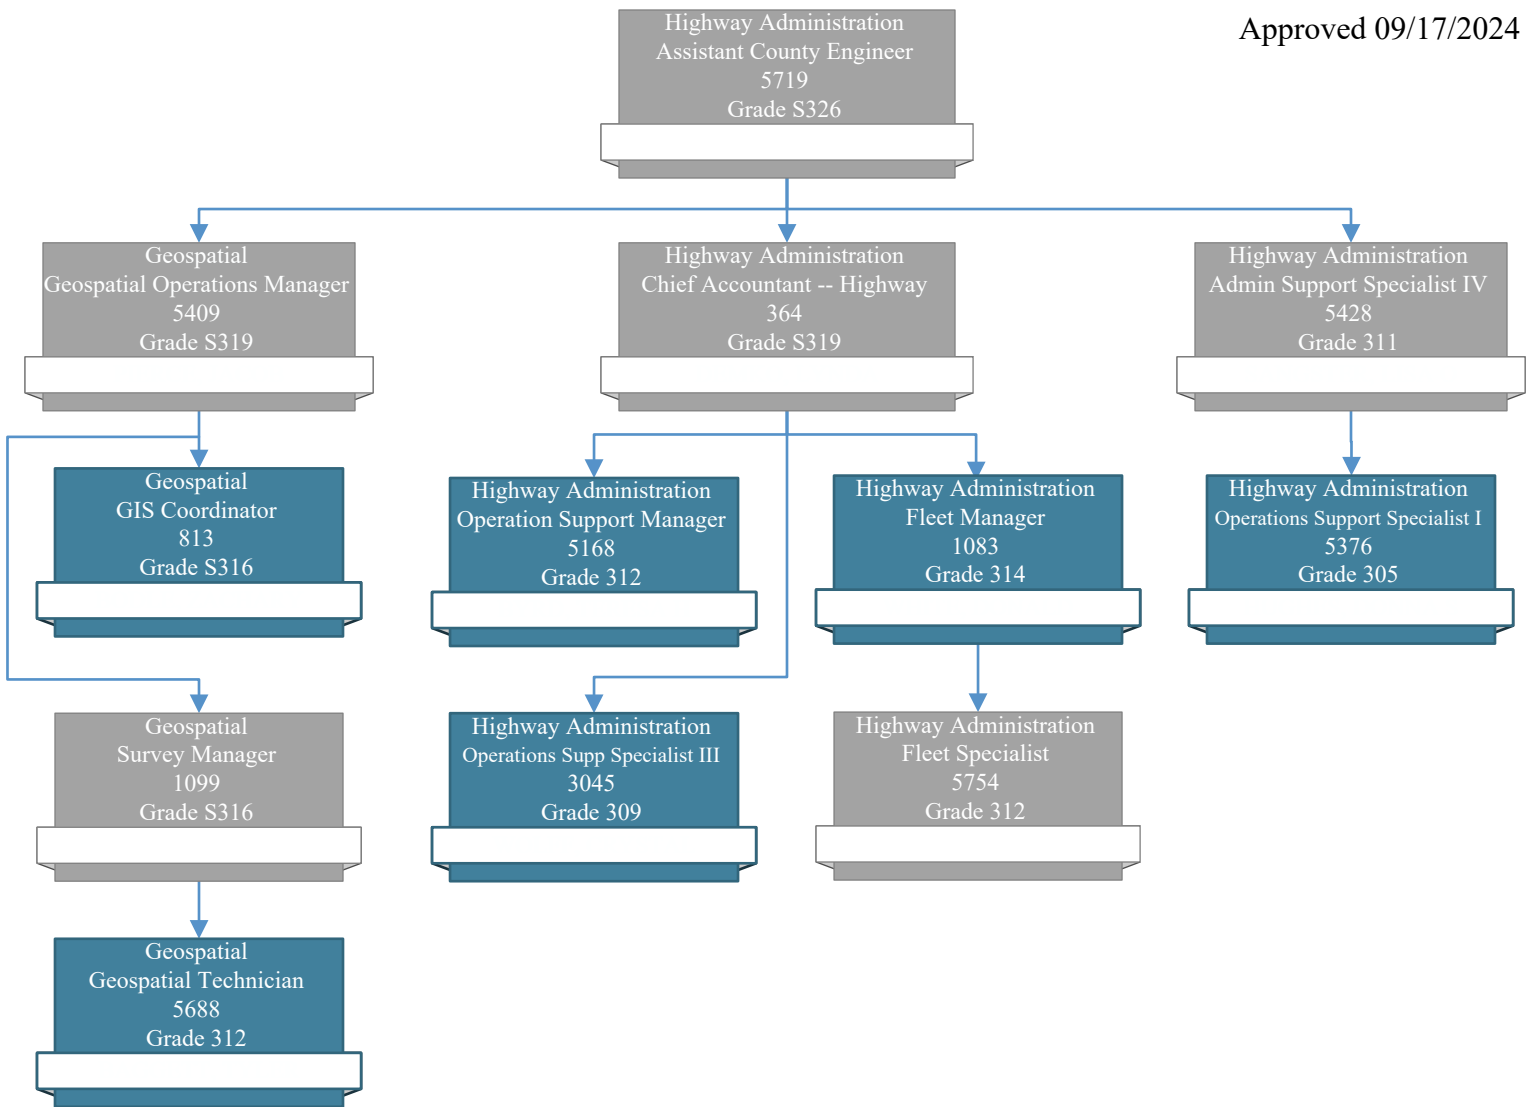 Approved 09/17/2024
Highway Administration
Assistant County Engineer
5719
Grade S326
Geospatial
Geospatial Operations Manager
5409
Grade S319
Highway Administration
Chief Accountant -- Highway
364
Grade S319
Highway Administration
Admin Support Specialist IV
5428
Grade 311
Geospatial
GIS Coordinator
813
Grade S316
Highway Administration
Operation Support Manager
5168
Grade 312
Highway Administration
Fleet Manager
1083
Grade 314
Highway Administration
Operations Support Specialist I
5376
Grade 305
Geospatial
Survey Manager
1099
Grade S316
Highway Administration
Operations Supp Specialist III
3045
Grade 309
Highway Administration
Fleet Specialist
5754
Grade 312
Geospatial
Geospatial Technician
5688
Grade 312